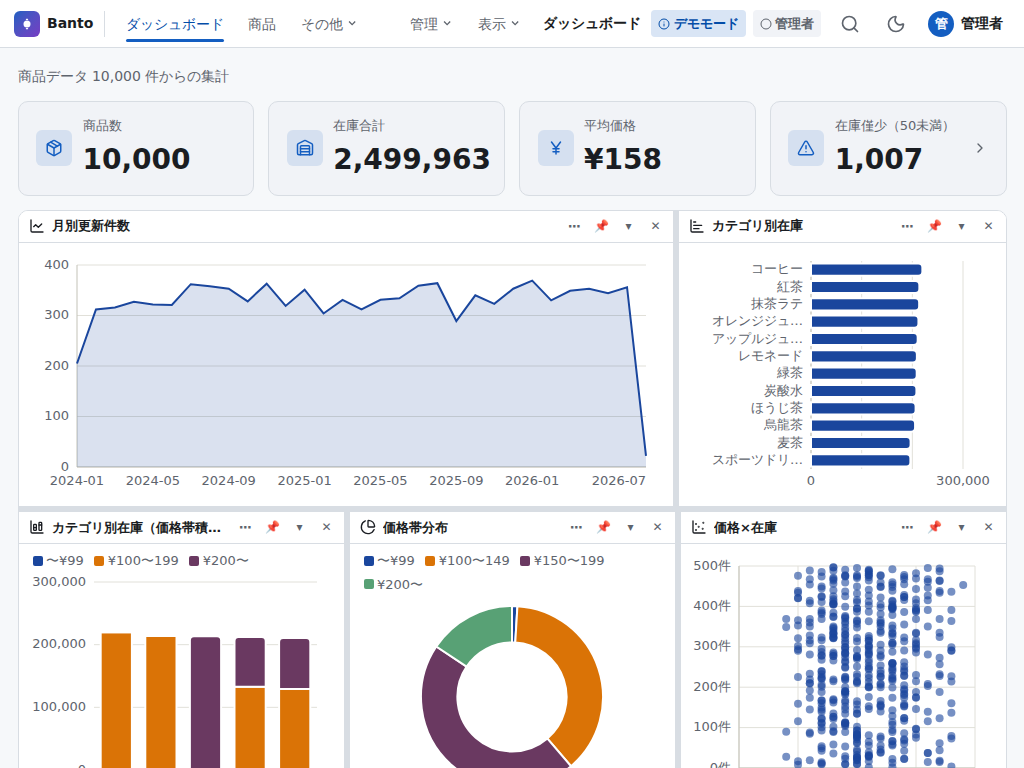 Banto
ダッシュボード 商品 その他 管理 表示 ダッシュボード デモモード 管理者 管 管理者
商品データ 10,000 件からの集計
商品数
10,000
在庫合計
2,499,963
平均価格
¥158
在庫僅少（50未満）
1,007
月別更新件数
400
300
200
100
0
2024-01 2024-05 2024-09 2025-01 2025-05 2025-09 2026-01 2026-07
カテゴリ別在庫
コーヒー
紅茶
抹茶ラテ
オレンジジュ…
アップルジュ…
レモネード
緑茶
炭酸水
ほうじ茶
烏龍茶
麦茶
スポーツドリ…
0 300,000
カテゴリ別在庫（価格帯積…
〜¥99 ¥100〜199 ¥200〜
300,000
200,000
100,000
0
価格帯分布
〜¥99 ¥100〜149 ¥150〜199
¥200〜
価格×在庫
500件
400件
300件
200件
100件
0件